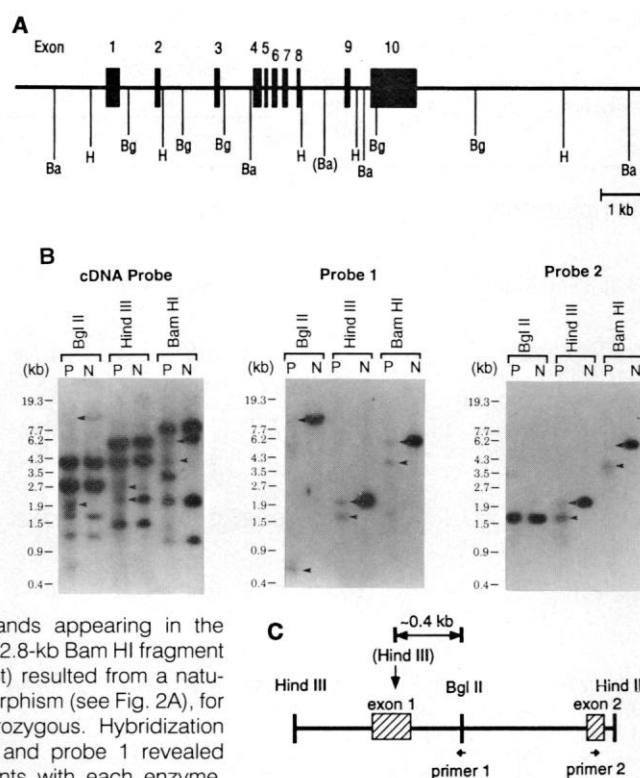 A
Exon 1 2 3 4 5 6 7 8 9 10
Ba H Bg H Bg Bg Ba H (Ba) H Ba Bg Bg H Ba
1 kb
B
cDNA Probe
Bgl II Hind III Bam HI
(kb) P N P N P N
19.3
7.7
6.2
4.3
3.5
2.7
1.9
1.5
0.9
0.4
Probe 1
Bgl II Hind III Bam HI
P N P N P N
19.3
7.7
6.2
4.3
3.5
2.7
1.9
1.5
0.9
0.4
Probe 2
Bgl II Hind III Bam HI
P N P N P N
19.3
7.7
6.2
4.3
3.5
2.7
1.9
1.5
0.9
0.4
ands appearing in the
2.8-kb Bam HI fragment
t) resulted from a natu-
rphism (see Fig. 2A), for
rozygous. Hybridization
and probe 1 revealed
nts with each enzyme
C
~0.4 kb
(Hind III)
Hind III Bgl II Hind II
exon 1 exon 2
primer 1 primer 2